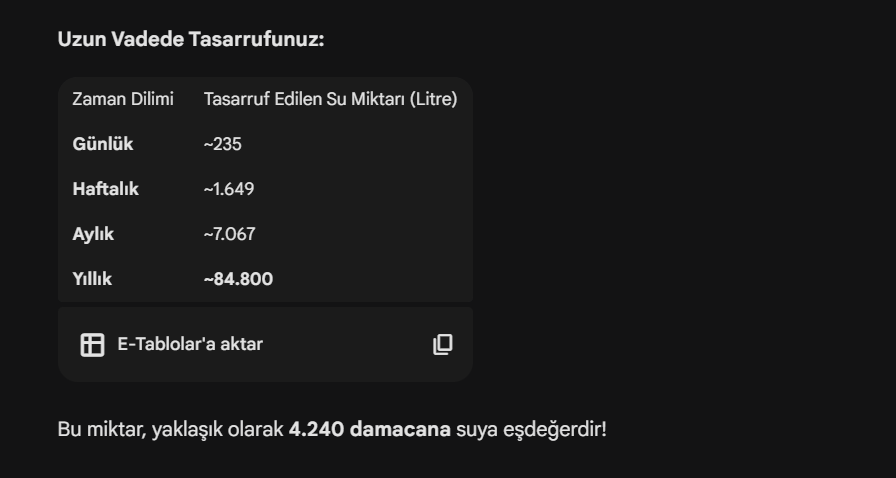 Uzun Vadede Tasarrufunuz:
Zaman Dilimi Tasarruf Edilen Su Miktarı (Litre)
Günlük ~235
Haftalık ~1.649
Aylık ~7.067
Yıllık ~84.800
E-Tablolar'a aktar
Bu miktar, yaklaşık olarak 4.240 damacana suya eşdeğerdir!